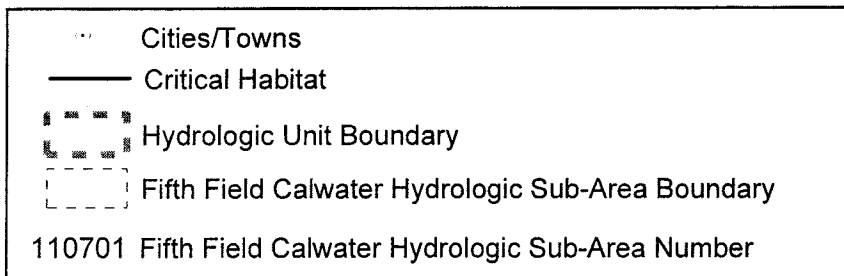 Cities/Towns
Critical Habitat
Hydrologic Unit Boundary
Fifth Field Calwater Hydrologic Sub-Area Boundary
110701 Fifth Field Calwater Hydrologic Sub-Area Number